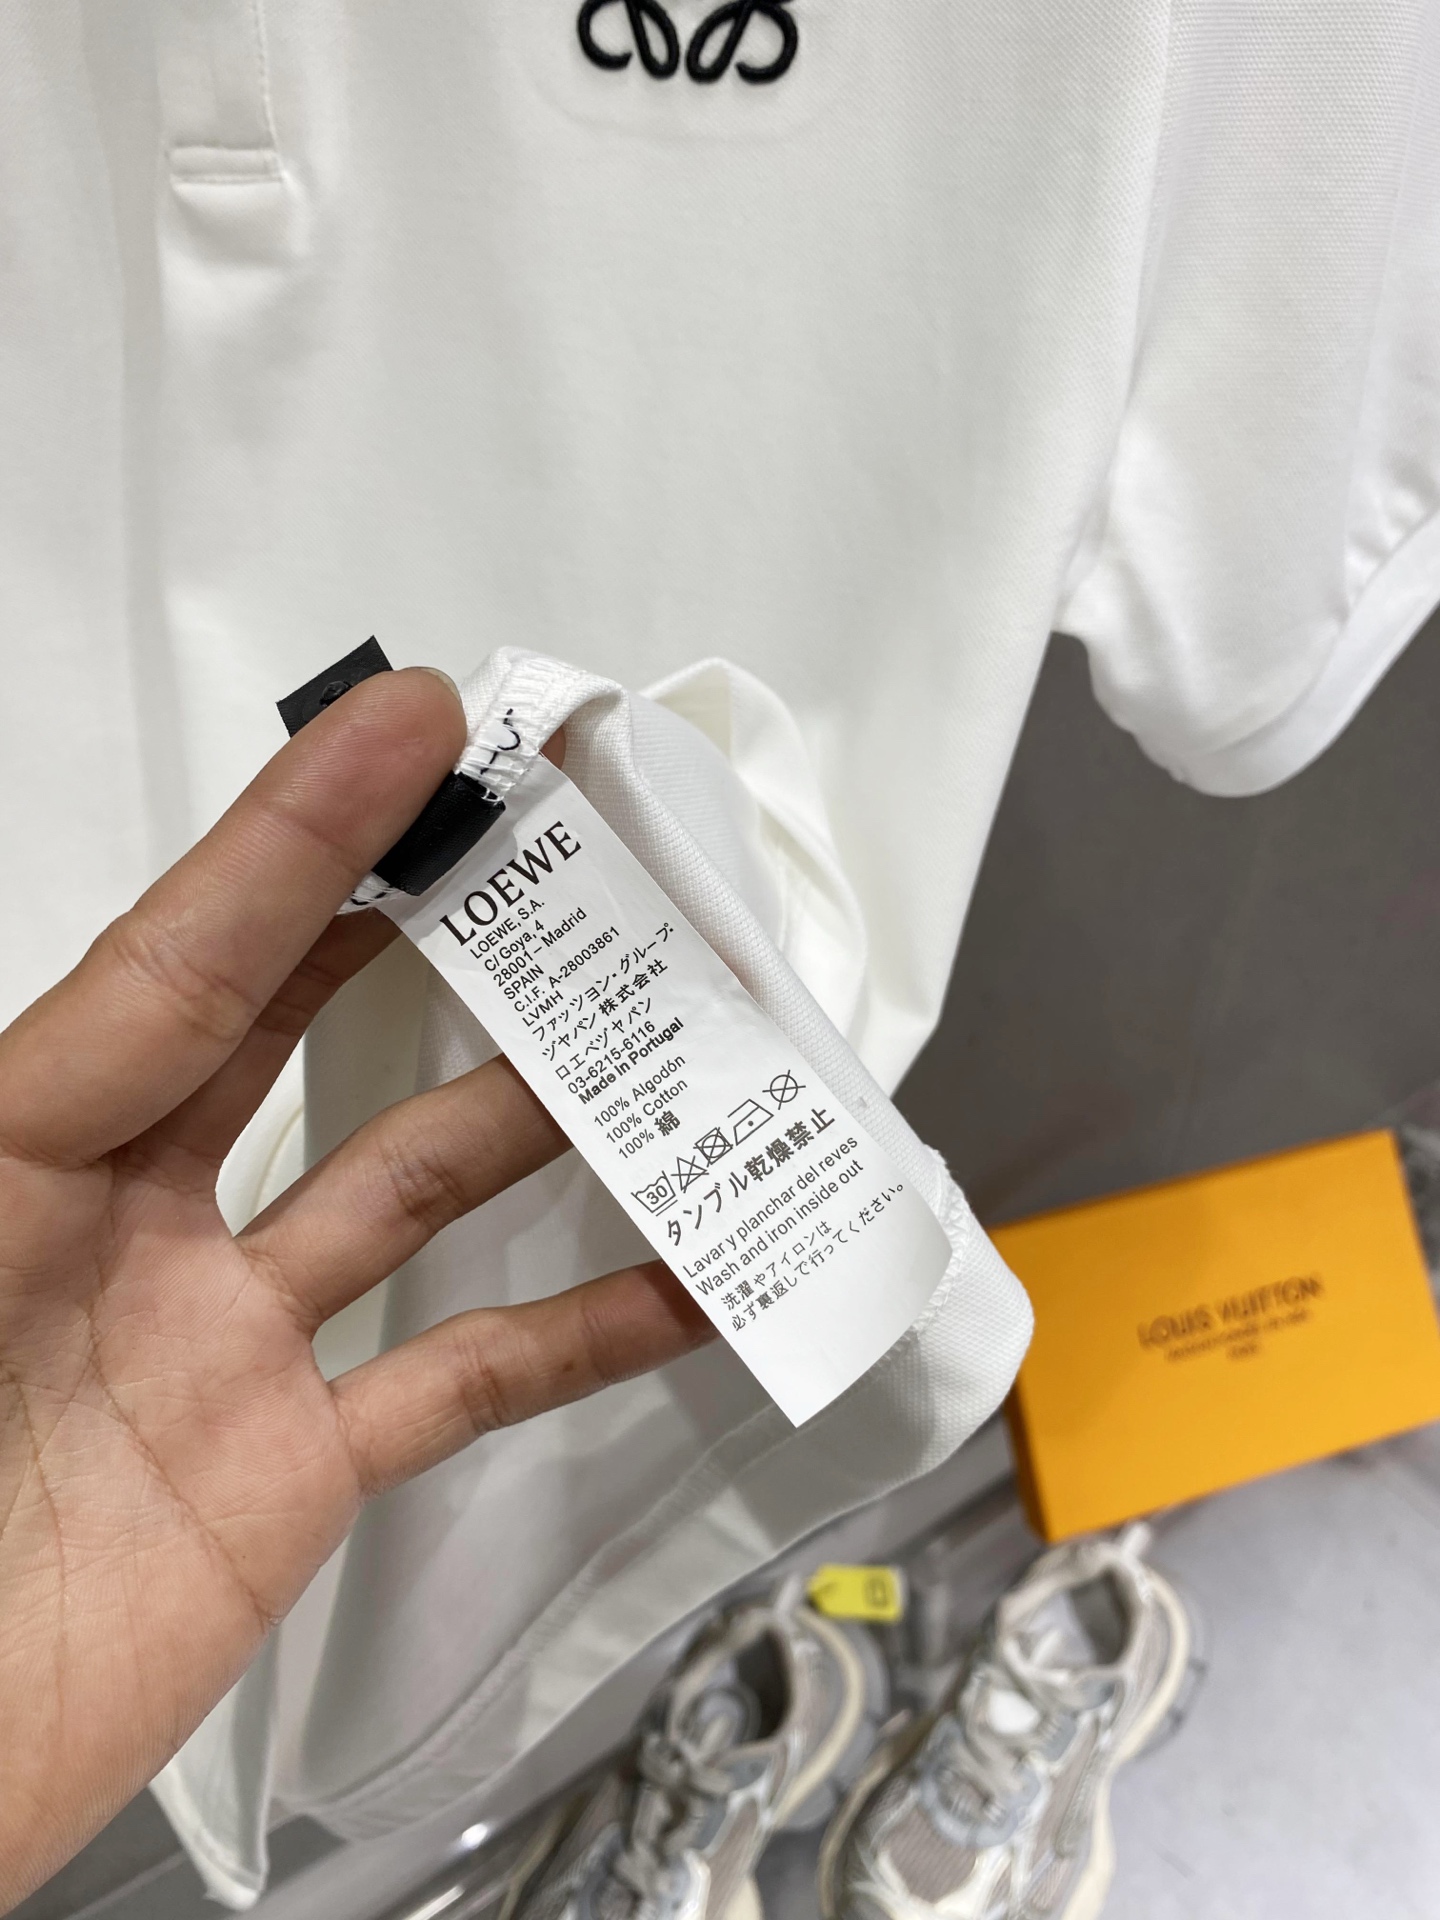 LOEWE
LOEWE, S.A.
C/ Goya, 4
28001 – Madrid
SPAIN
C.I.F. A-28003861
LVMH
ファッツョン・グループ・
ヅャパン 株式会社
ロエベヅャパン
03-6215-6116
Made in Portugal
100% Algodón
100% Cotton
100% 綿
30
タンブル乾燥禁止
Lavar y planchar del reves
Wash and iron inside out
洗濯やアイロンは
必ず裏返しで行ってください。
LOUIS VUITTON